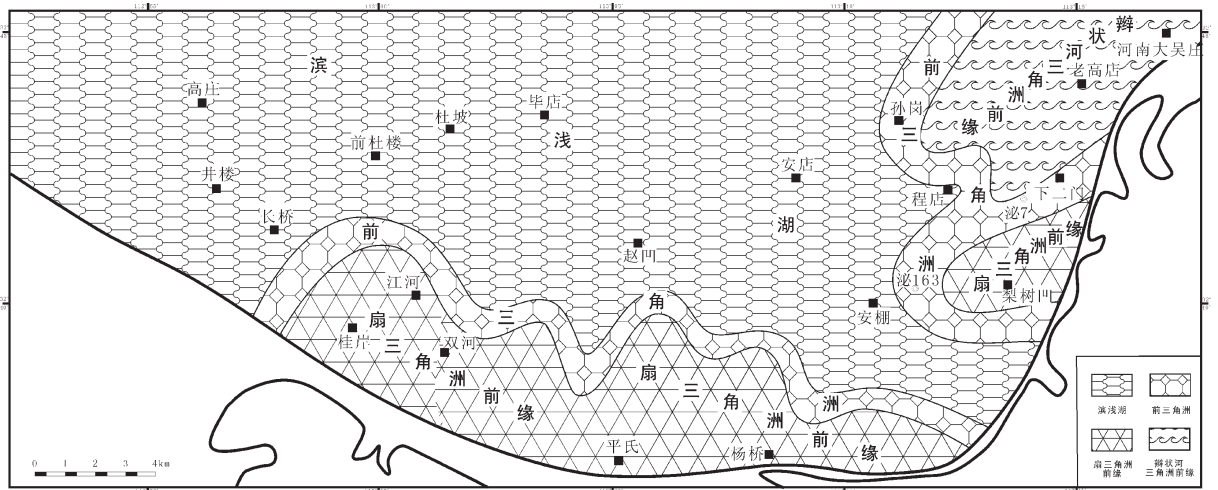 辫
状
河
三
角
洲
前
缘
河南大吴庄
老高店
滨
浅
湖
前
三
角
洲
高庄
杜坡
毕店
前杜楼
井楼
长桥
孙岗
安店
程店
下二门
泌7
泌163
赵凹
安棚
梨树凹
扇
三
角
洲
前
缘
前
三
角
洲
江河
桂岸
双河
扇
三
角
洲
前
缘
扇
三
角
洲
前
缘
平氏
杨桥
0 1 2 3 4km
滨浅湖
前三角洲
扇三角洲
前缘
辫状河
三角洲前缘